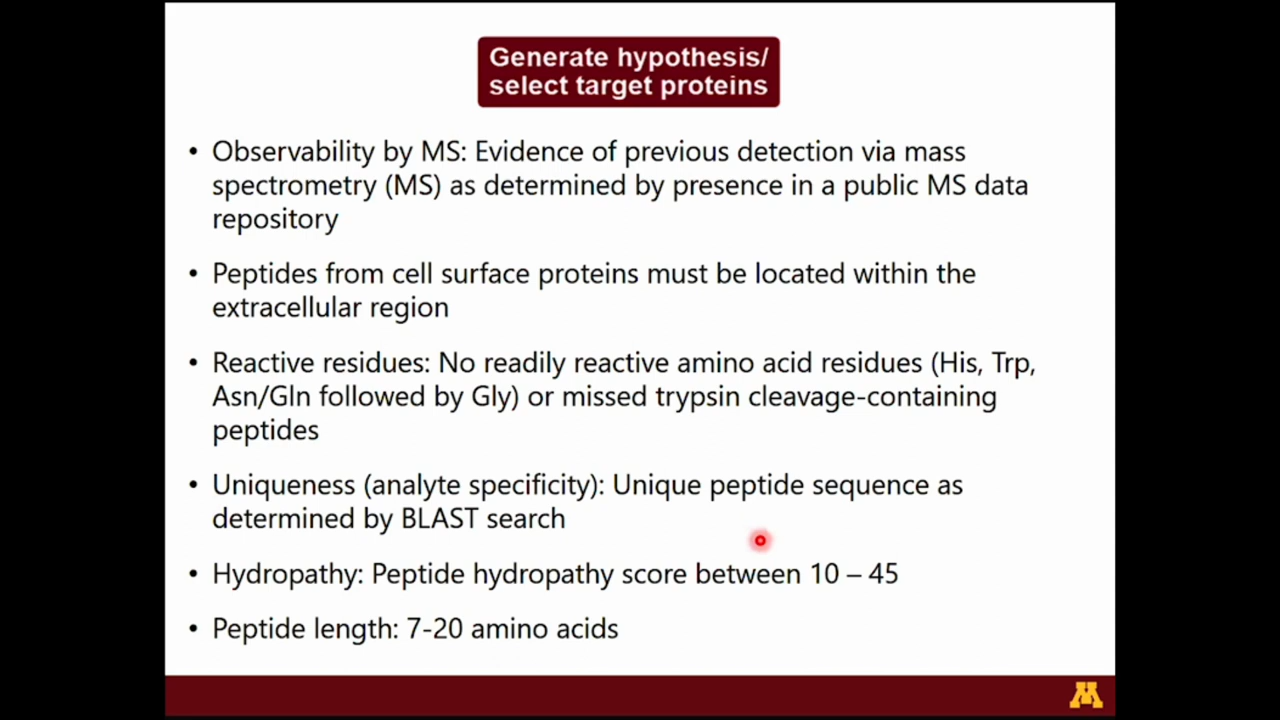 Generate hypothesis/
select target proteins
• Observability by MS: Evidence of previous detection via mass
spectrometry (MS) as determined by presence in a public MS data
repository
• Peptides from cell surface proteins must be located within the
extracellular region
• Reactive residues: No readily reactive amino acid residues (His, Trp,
Asn/Gln followed by Gly) or missed trypsin cleavage-containing
peptides
• Uniqueness (analyte specificity): Unique peptide sequence as
determined by BLAST search
• Hydropathy: Peptide hydropathy score between 10 – 45
• Peptide length: 7-20 amino acids
M